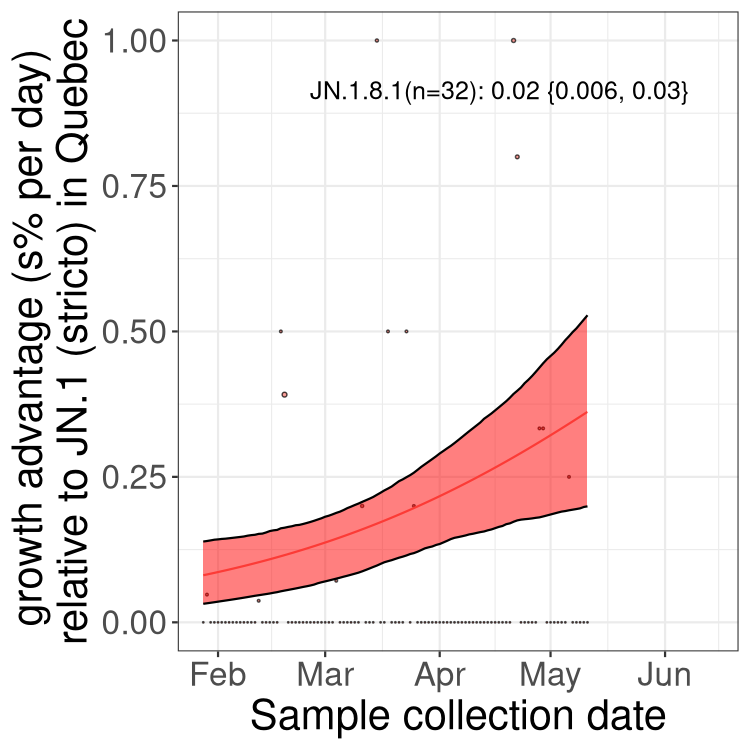 growth advantage (s% per day)
relative to JN.1 (stricto) in Quebec
1.00
0.75
0.50
0.25
0.00
JN.1.8.1(n=32): 0.02 {0.006, 0.03}
Feb Mar Apr May Jun
Sample collection date